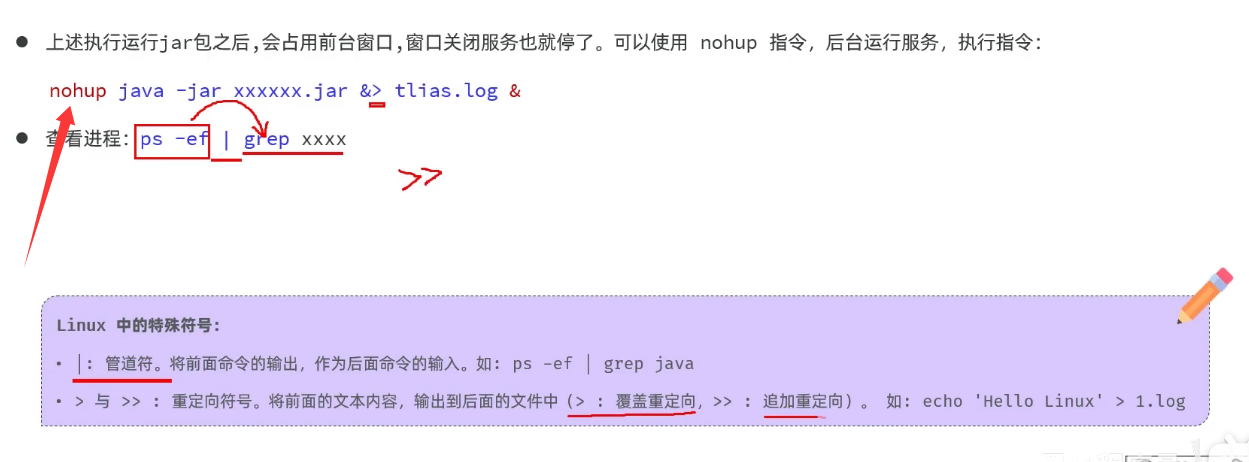 ● 上述执行运行jar包之后,会占用前台窗口,窗口关闭服务也就停了。可以使用 nohup 指令，后台运行服务，执行指令：
nohup java -jar xxxxxx.jar &> tlias.log &
● 查看进程：ps -ef | grep xxxx
>>
Linux 中的特殊符号:
• |: 管道符。将前面命令的输出，作为后面命令的输入。如: ps -ef | grep java
• > 与 >> : 重定向符号。将前面的文本内容，输出到后面的文件中（> : 覆盖重定向，>> : 追加重定向）。 如: echo 'Hello Linux' > 1.log